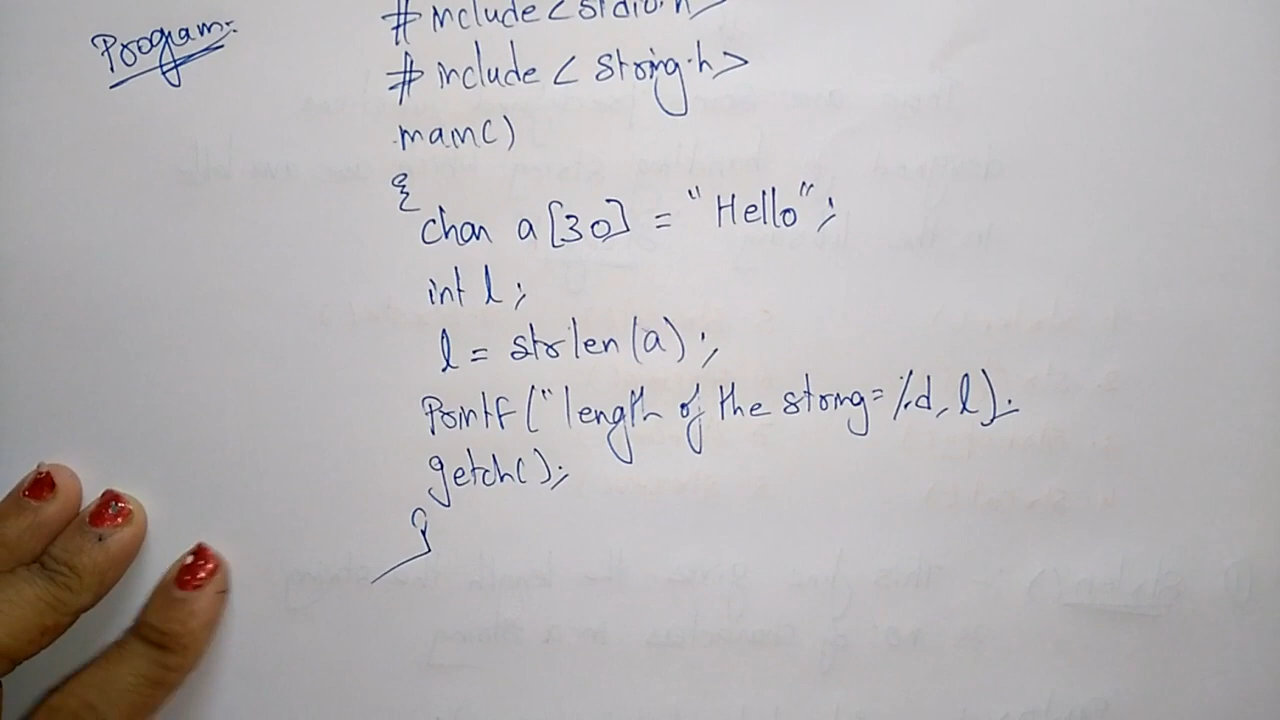 Program:
#include<stdio.h>
#include< string.h>
main()
{
char a[30] = "Hello";
int l;
l = strlen(a);
Printf("length of the string=%d, l);
getch();
}